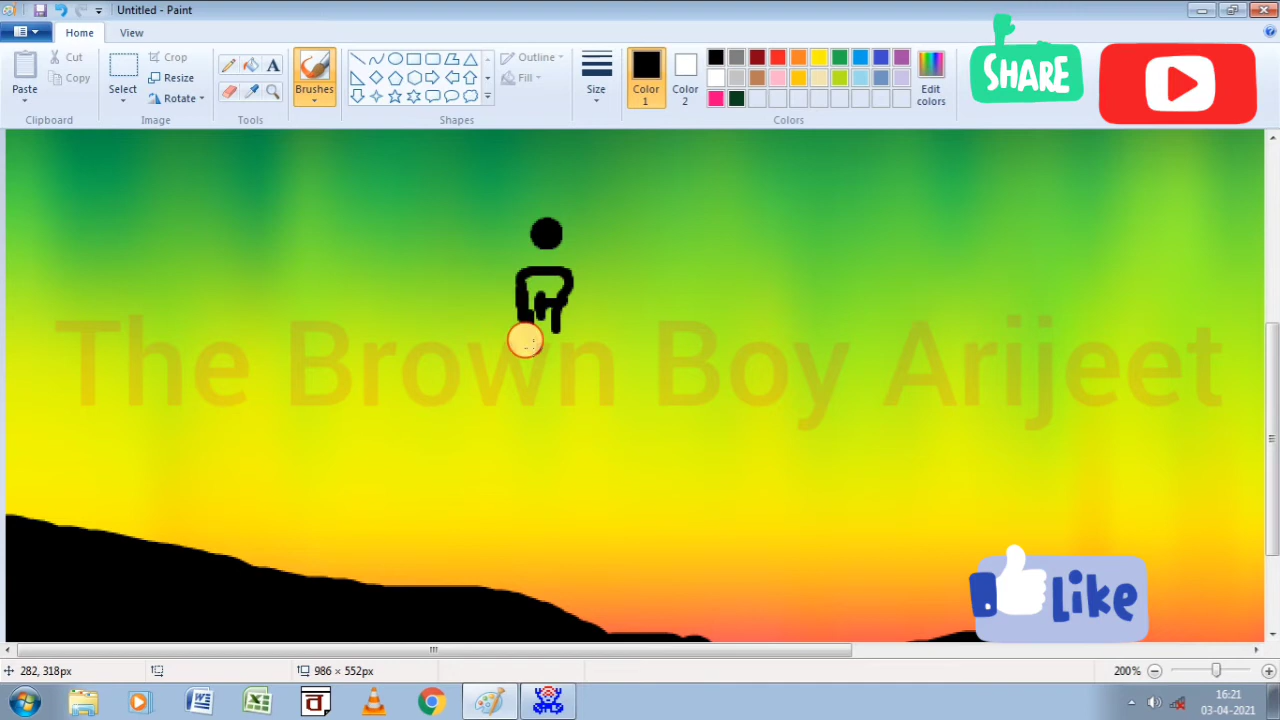 Untitled - Paint
Home
View
Paste
Cut
Copy
Clipboard
Select
Crop
Resize
Rotate
Image
A
Tools
Brushes
A
Outline
Fill
Shapes
Size
Color 1
Color 2
Edit colors
Colors
SHARE
The Brown Boy Arijeet
Like
282, 318px
986 × 552px
200%
16:21
03-04-2021